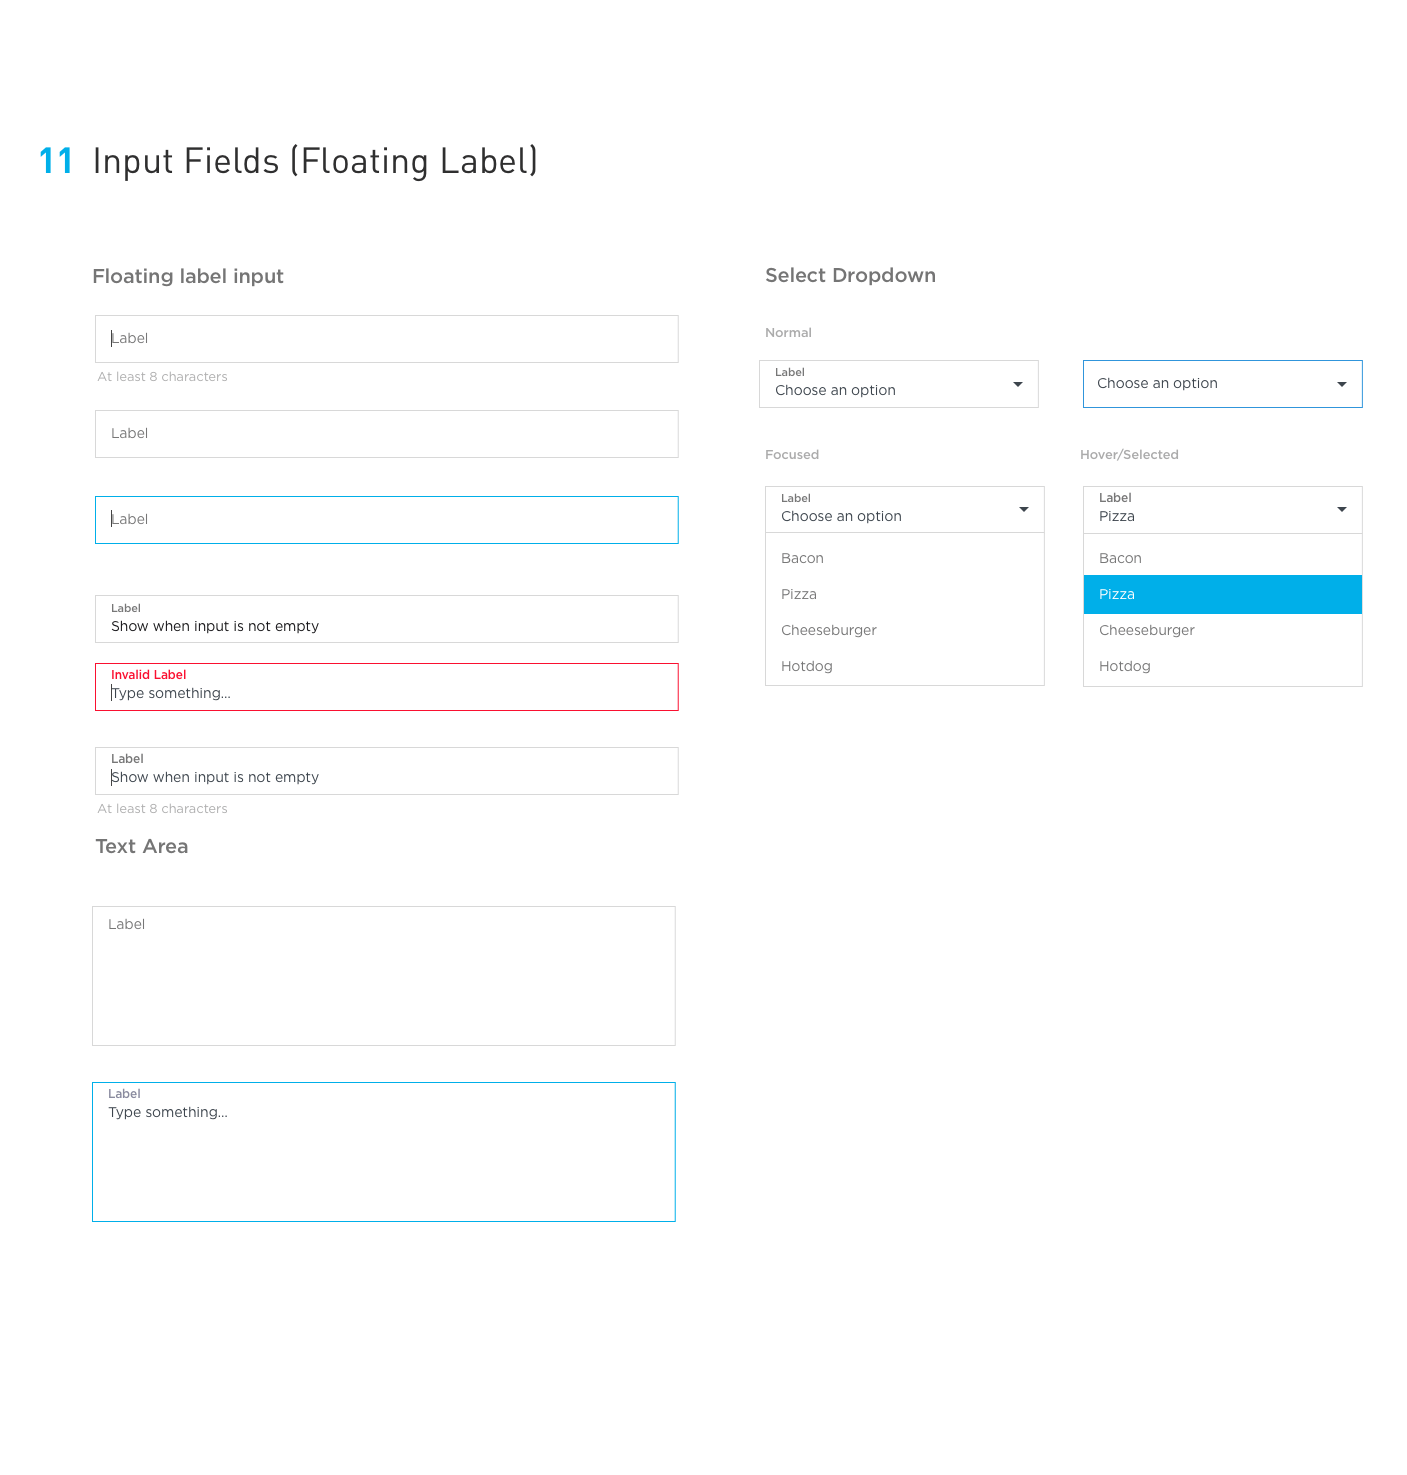 11 Input Fields (Floating Label)
Floating label input
Label
At least 8 characters
Label
Label
Label
Show when input is not empty
Invalid Label
Type something...
Label
Show when input is not empty
At least 8 characters
Text Area
Label
Label
Type something...
Select Dropdown
Normal
Label
Choose an option
Choose an option
Focused
Label
Choose an option
Bacon
Pizza
Cheeseburger
Hotdog
Hover/Selected
Label
Pizza
Bacon
Pizza
Cheeseburger
Hotdog